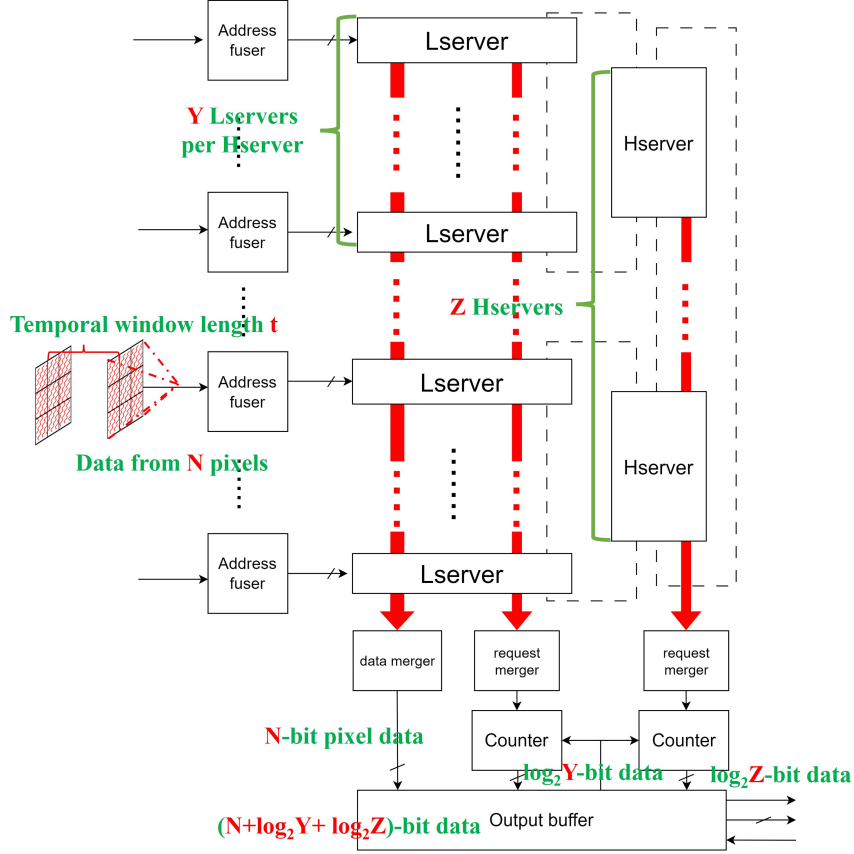 Address
fuser
Lserver
Y Lservers
per Hserver
Hserver
Address
fuser
Lserver
Z Hservers
Temporal window length t
Address
fuser
Lserver
Data from N pixels
Hserver
Address
fuser
Lserver
data merger
request
merger
request
merger
N-bit pixel data
Counter
Counter
log₂Y-bit data
log₂Z-bit data
(N+log₂Y+ log₂Z)-bit data
Output buffer